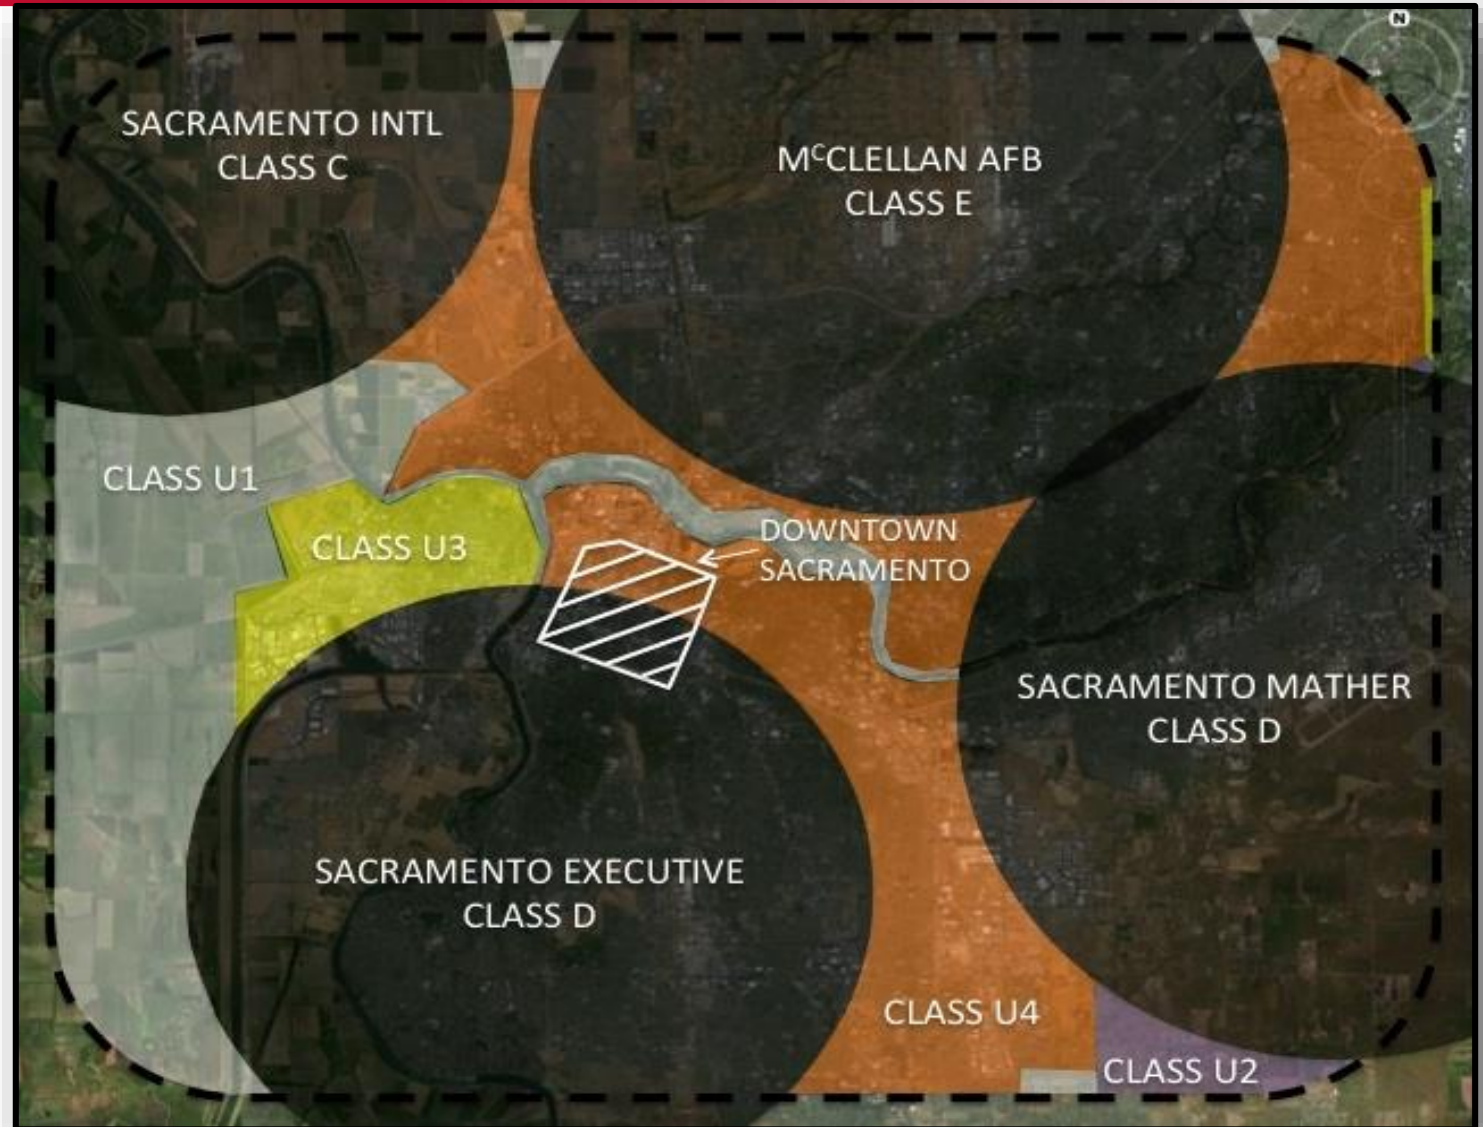 N
SACRAMENTO INTL
CLASS C
MCCLELLAN AFB
CLASS E
CLASS U1
CLASS U3
DOWNTOWN
SACRAMENTO
SACRAMENTO MATHER
CLASS D
SACRAMENTO EXECUTIVE
CLASS D
CLASS U4
CLASS U2